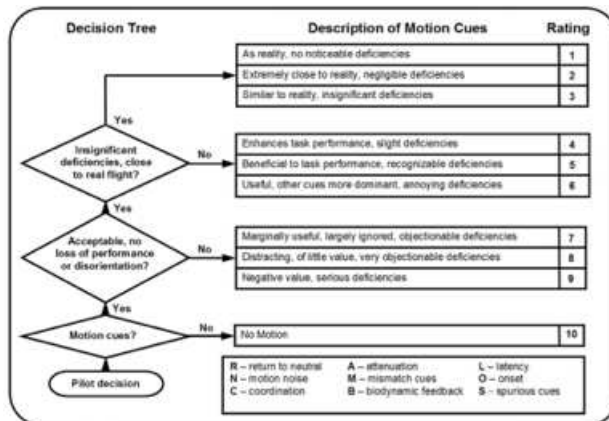 Decision Tree Description of Motion Cues Rating
As reality, no noticeable deficiencies 1
Extremely close to reality, negligible deficiencies 2
Similar to reality, insignificant deficiencies 3
Yes
Insignificant
deficiencies, close
to real flight?
No
Enhances task performance, slight deficiencies 4
Beneficial to task performance, recognizable deficiencies 5
Useful, other cues more dominant, annoying deficiencies 6
Yes
Acceptable, no
loss of performance
or disorientation?
No
Marginally useful, largely ignored, objectionable deficiencies 7
Distracting, of little value, very objectionable deficiencies 8
Negative value, serious deficiencies 9
Yes
Motion cues?
No
No Motion 10
Pilot decision
R – return to neutral A – attenuation L – latency
N – motion noise M – mismatch cues O – onset
C – coordination B – biodynamic feedback S – spurious cues